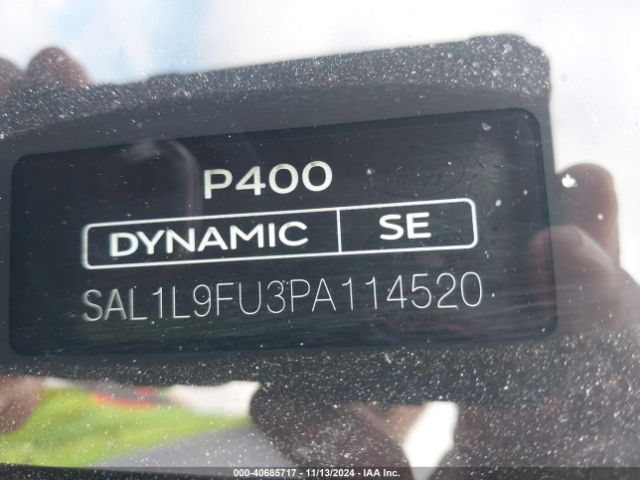 P400
DYNAMIC SE
SAL1L9FU3PA114520
000-40685717 - 11/13/2024 - IAA Inc.